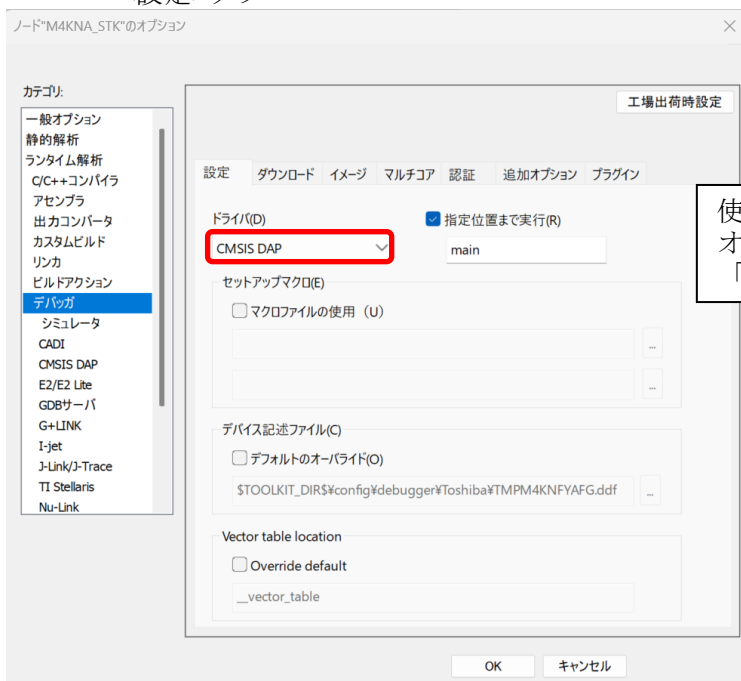 ノード"M4KNA_STK"のオプション
カテゴリ:
一般オプション
静的解析
ランタイム解析
C/C++コンパイラ
アセンブラ
出力コンバータ
カスタムビルド
リンカ
ビルドアクション
デバッガ
シミュレータ
CADI
CMSIS DAP
E2/E2 Lite
GDBサーバ
G+LINK
I-jet
J-Link/J-Trace
TI Stellaris
Nu-Link
工場出荷時設定
設定 ダウンロード イメージ マルチコア 認証 追加オプション プラグイン
ドライバ(D)
指定位置まで実行(R)
CMSIS DAP
main
セットアップマクロ(E)
マクロファイルの使用（U）
...
...
デバイス記述ファイル(C)
デフォルトのオーバライド(O)
$TOOLKIT_DIR$¥config¥debugger¥Toshiba¥TMPM4KNFYAFG.ddf
...
Vector table location
Override default
__vector_table
OK キャンセル
使
オ
「